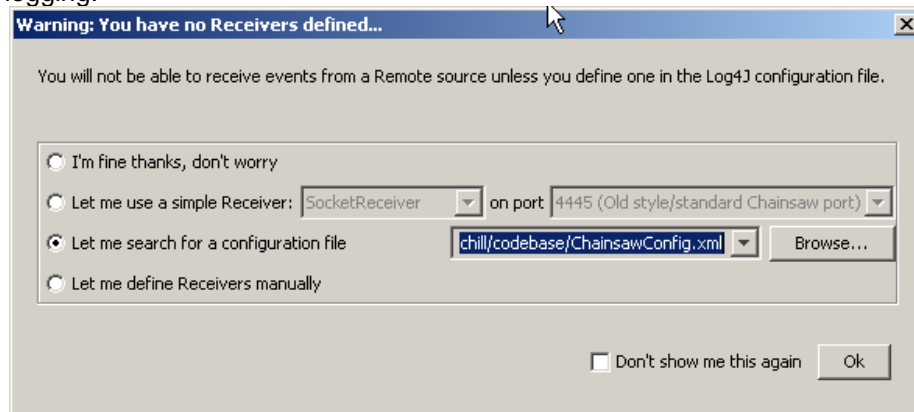 logging.
Warning: You have no Receivers defined...
You will not be able to receive events from a Remote source unless you define one in the Log4J configuration file.
I'm fine thanks, don't worry
Let me use a simple Receiver: SocketReceiver on port 4445 (Old style/standard Chainsaw port)
Let me search for a configuration file chill/codebase/ChainsawConfig.xml Browse...
Let me define Receivers manually
Don't show me this again Ok